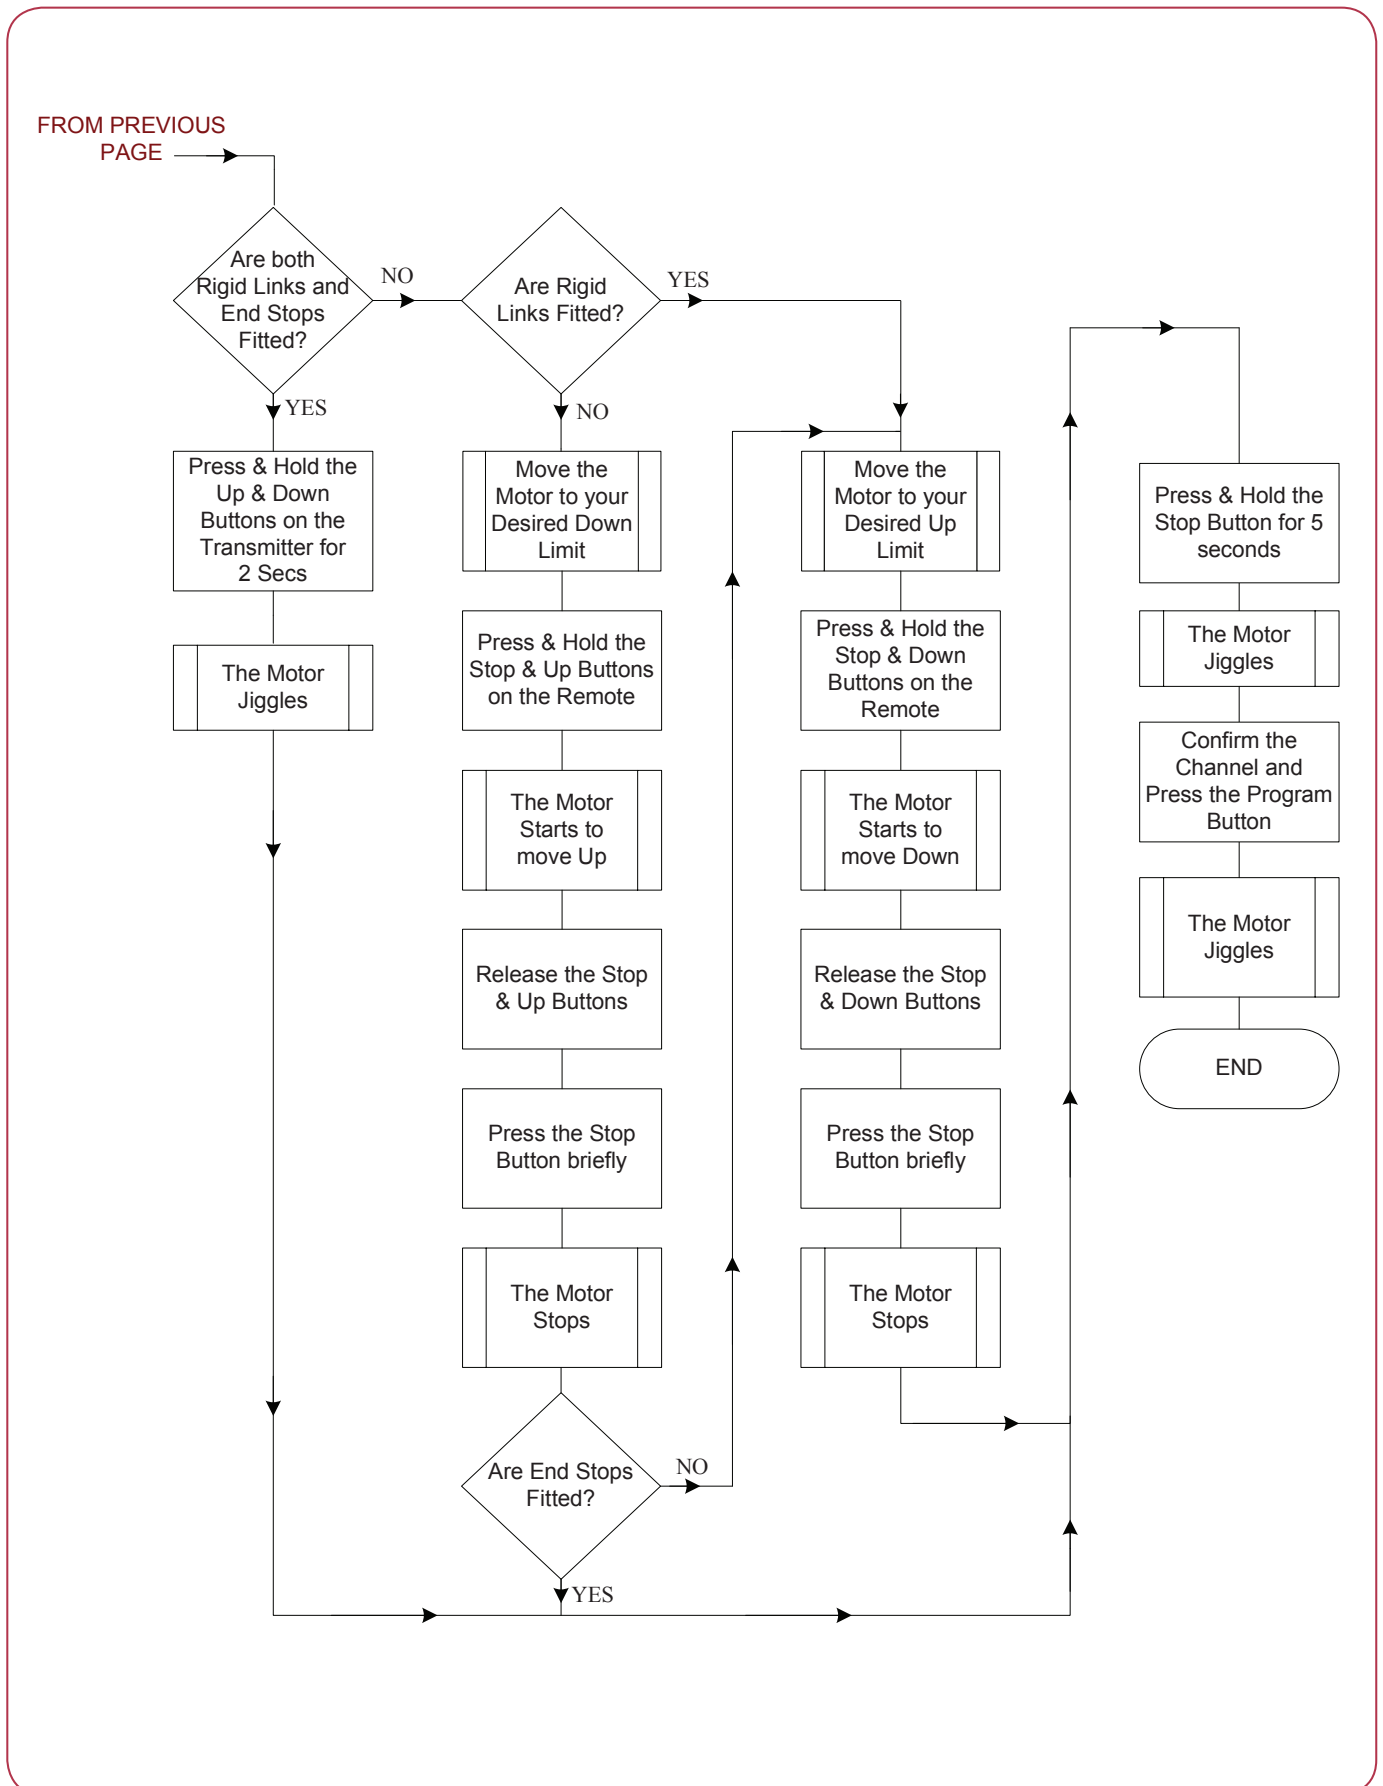 FROM PREVIOUS
PAGE
Are both
Rigid Links and
End Stops
Fitted?
NO
YES
Press & Hold the
Up & Down
Buttons on the
Transmitter for
2 Secs
The Motor
Jiggles
Are Rigid
Links Fitted?
YES
NO
Move the
Motor to your
Desired Down
Limit
Press & Hold the
Stop & Up Buttons
on the Remote
The Motor
Starts to
move Up
Release the Stop
& Up Buttons
Press the Stop
Button briefly
The Motor
Stops
Are End Stops
Fitted?
NO
YES
Move the
Motor to your
Desired Up
Limit
Press & Hold the
Stop & Down
Buttons on the
Remote
The Motor
Starts to
move Down
Release the Stop
& Down Buttons
Press the Stop
Button briefly
The Motor
Stops
Press & Hold the
Stop Button for 5
seconds
The Motor
Jiggles
Confirm the
Channel and
Press the Program
Button
The Motor
Jiggles
END